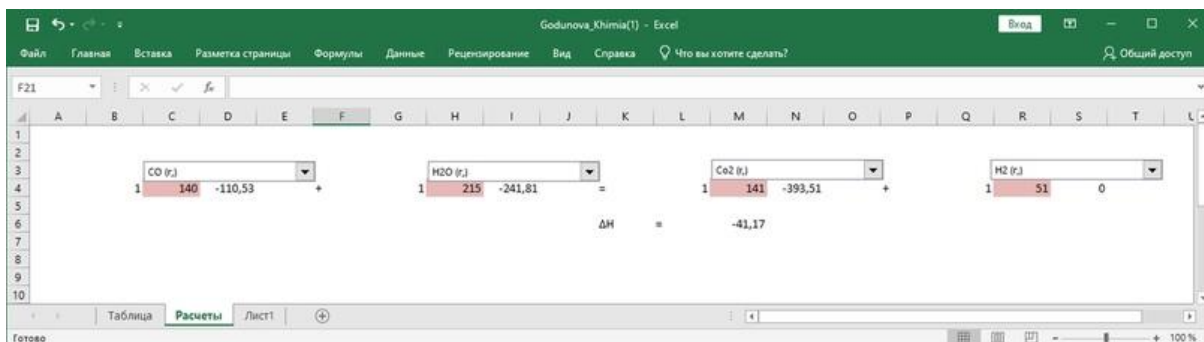 Godunova_Khimia(1) - Excel
Вход
Файл Главная Вставка Разметка страницы Формулы Данные Рецензирование Вид Справка Что вы хотите сделать? Общий доступ
F21 fx
A B C D E F G H I J K L M N O P Q R S T
1
2
3 CO (г,) H2O (г,) Co2 (г,) H2 (г,)
4 1 140 -110,53 + 1 215 -241,81 = 1 141 -393,51 + 1 51 0
5
6 ΔH = -41,17
7
8
9
10
Таблица Расчеты Лист1
Готово 100 %